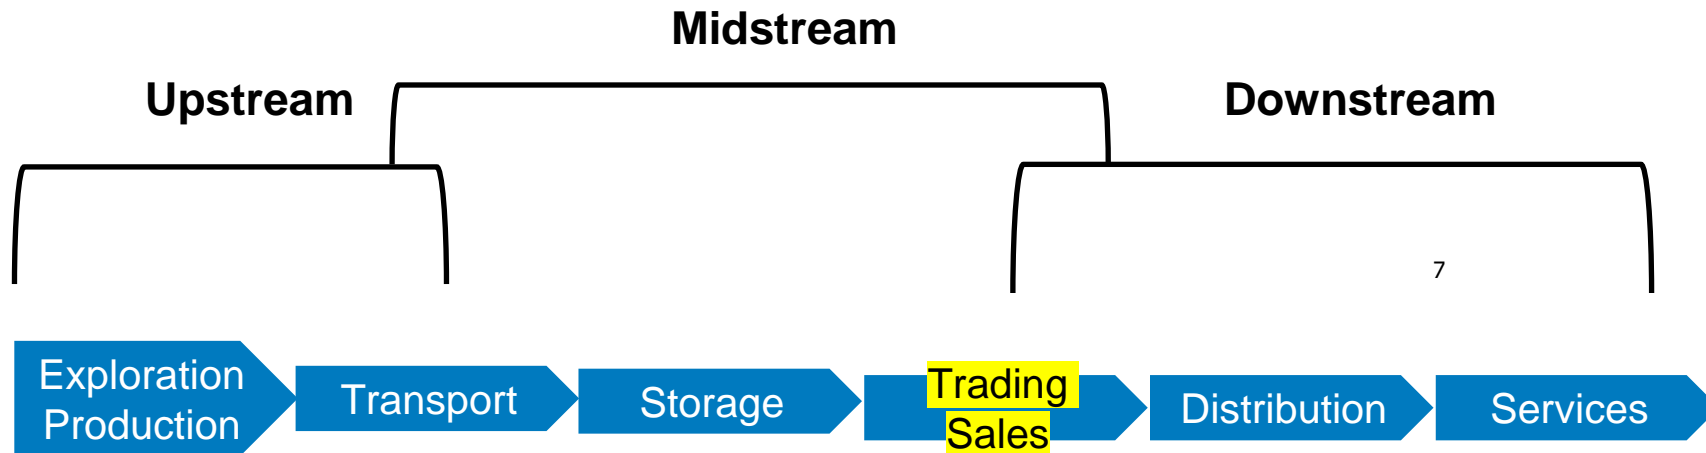 Midstream
Upstream
Downstream
7
Exploration
Production
Transport
Storage
Trading
Sales
Distribution
Services